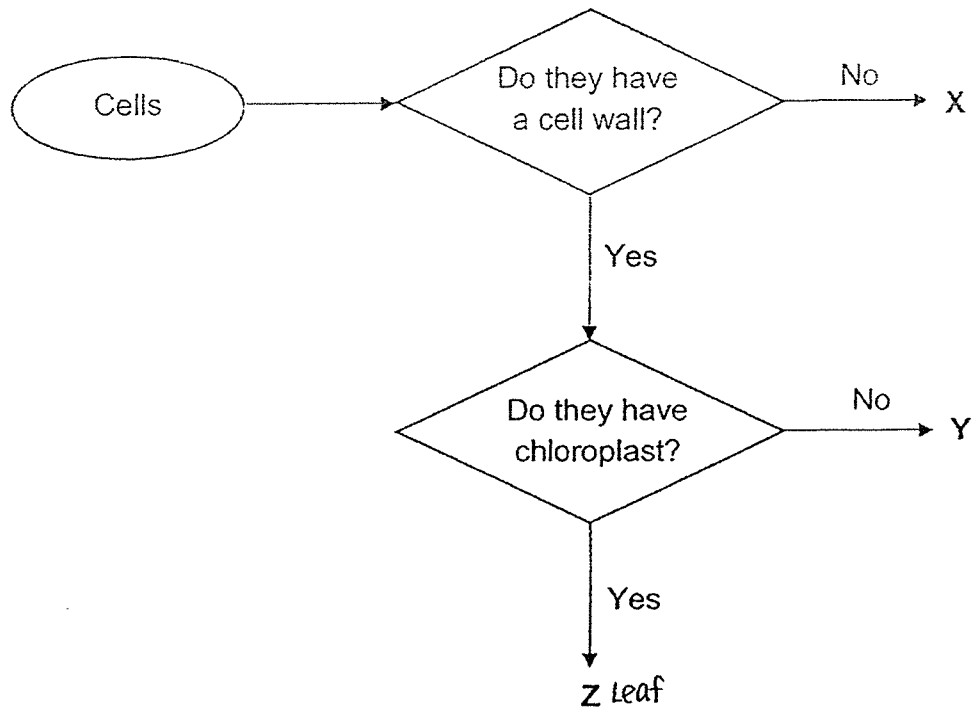 Cells
Do they have
a cell wall?
No
X
Yes
Do they have
chloroplast?
No
Y
Yes
Z Leaf